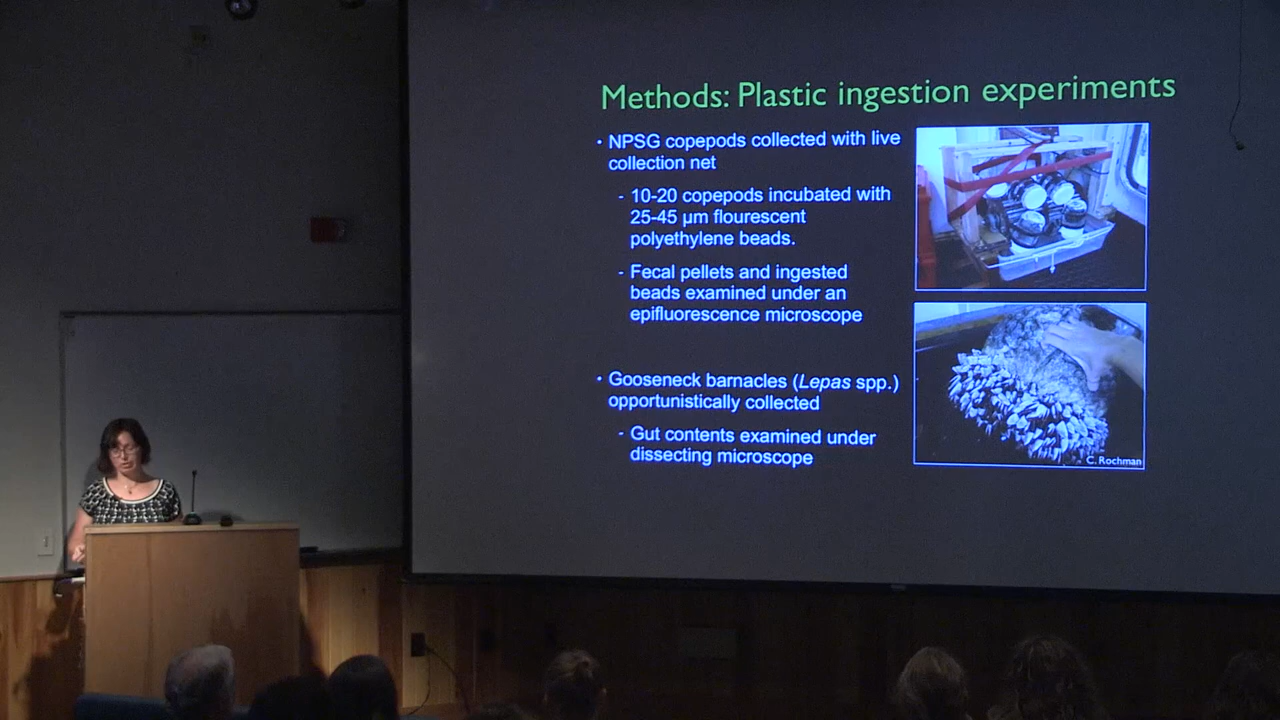 Methods: Plastic ingestion experiments
• NPSG copepods collected with live
collection net
- 10-20 copepods incubated with
25-45 µm flourescent
polyethylene beads.
- Fecal pellets and ingested
beads examined under an
epifluorescence microscope
• Gooseneck barnacles (Lepas spp.)
opportunistically collected
- Gut contents examined under
dissecting microscope
C. Rochman